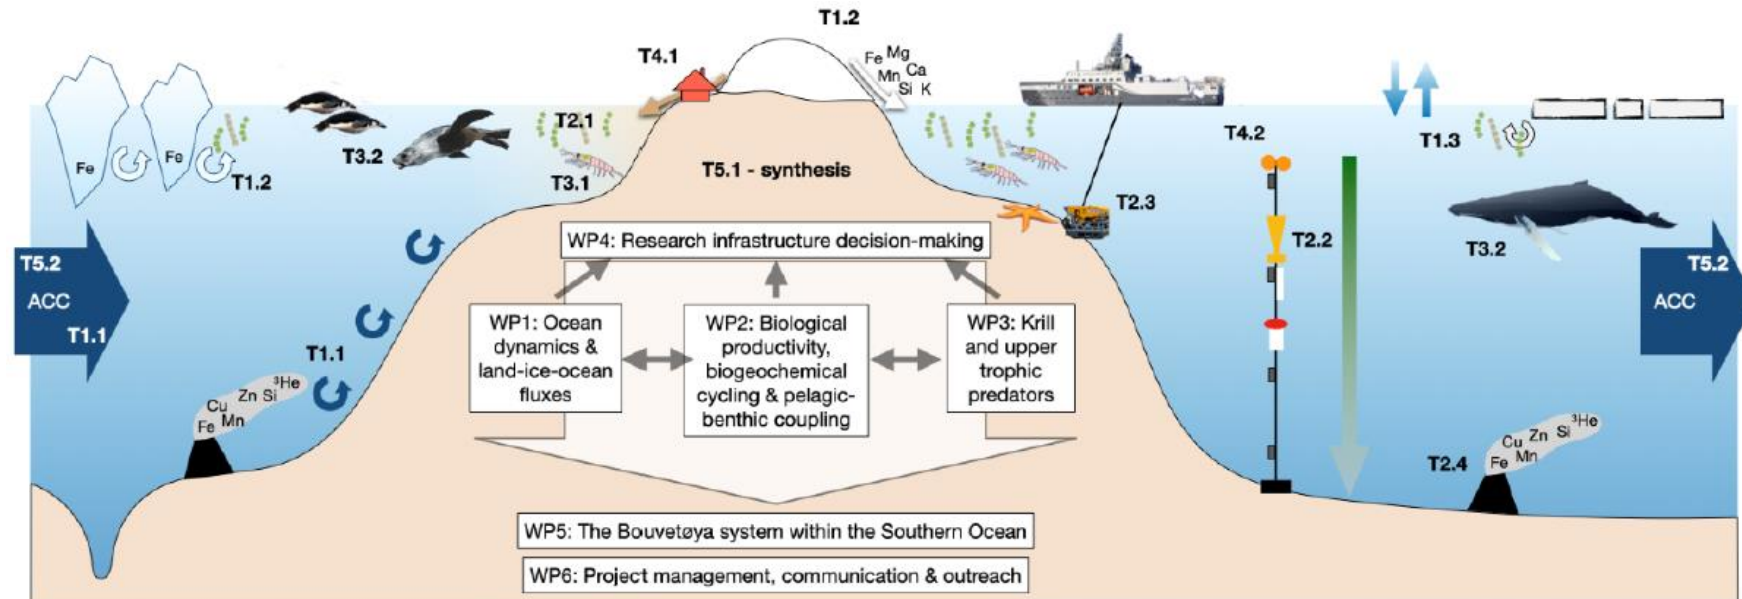 T1.2
T4.1
Fe Mg
Mn Ca
Si K
T2.1
T4.2
T1.3
Fe
Fe
T1.2
T3.2
T3.1
T5.1 - synthesis
T2.3
T2.2
T3.2
WP4: Research infrastructure decision-making
T5.2
ACC
T1.1
T5.2
ACC
WP1: Ocean
dynamics &
land-ice-ocean
fluxes
WP2: Biological
productivity,
biogeochemical
cycling & pelagic-
benthic coupling
WP3: Krill
and upper
trophic
predators
T1.1
Cu Zn Si ³He
Fe Mn
T2.4
Cu Zn Si ³He
Fe Mn
WP5: The Bouvetøya system within the Southern Ocean
WP6: Project management, communication & outreach